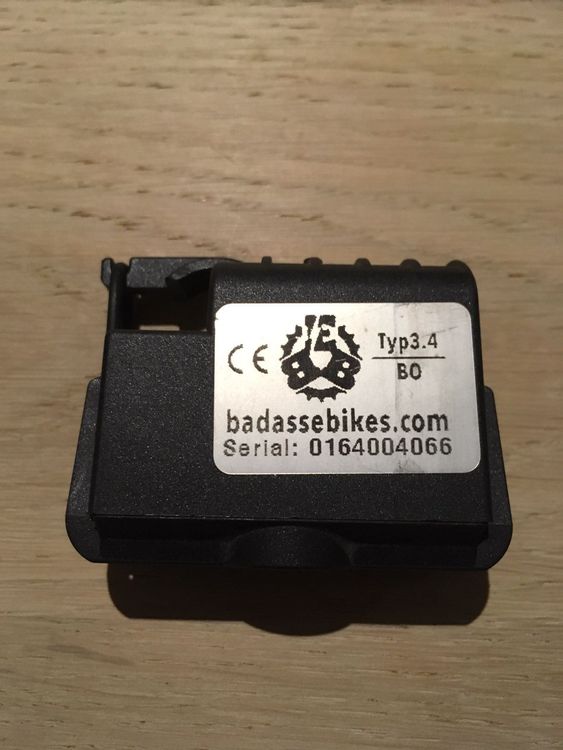 CE
E
B B
Typ3.4
BO
badassebikes.com
Serial: 0164004066